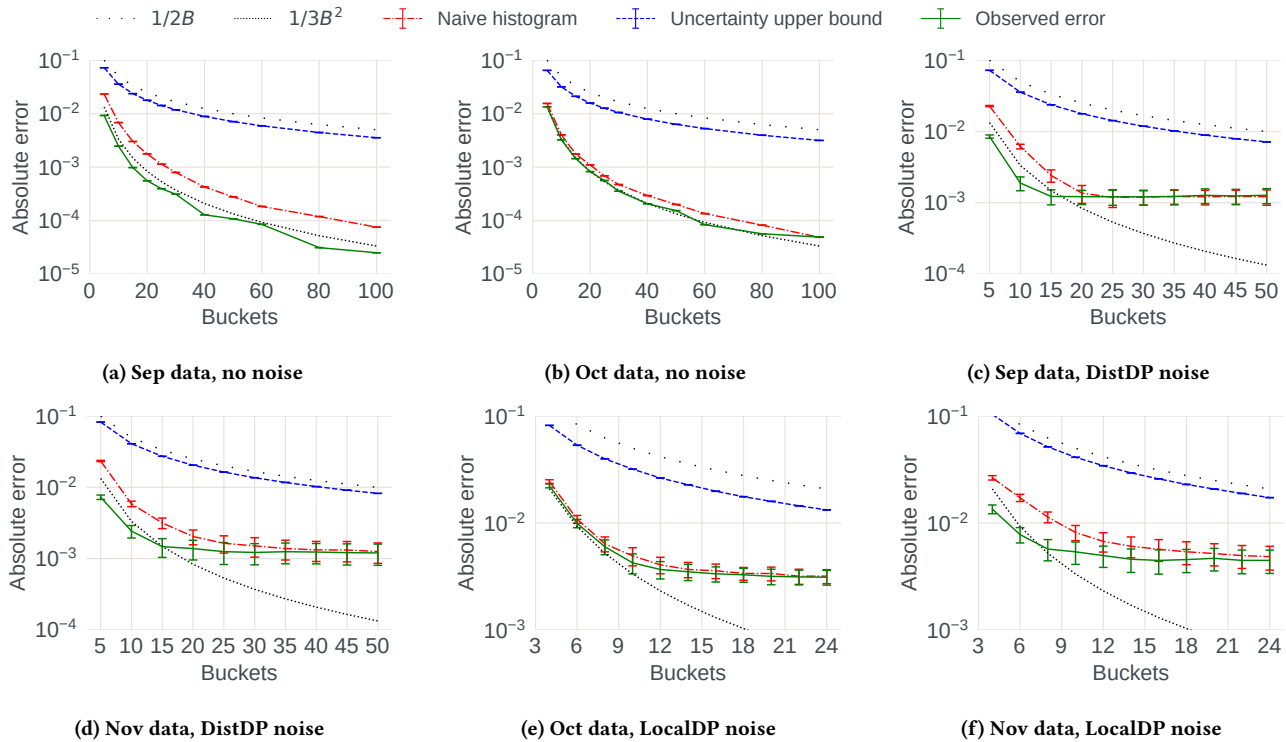 1/2B 1/3B² Naive histogram Uncertainty upper bound Observed error
10⁻¹ 10⁻² 10⁻³ 10⁻⁴ 10⁻⁵
Absolute error
0 20 40 60 80 100
Buckets
(a) Sep data, no noise
10⁻¹ 10⁻² 10⁻³ 10⁻⁴ 10⁻⁵
Absolute error
0 20 40 60 80 100
Buckets
(b) Oct data, no noise
10⁻¹ 10⁻² 10⁻³ 10⁻⁴
Absolute error
5 10 15 20 25 30 35 40 45 50
Buckets
(c) Sep data, DistDP noise
10⁻¹ 10⁻² 10⁻³ 10⁻⁴
Absolute error
5 10 15 20 25 30 35 40 45 50
Buckets
(d) Nov data, DistDP noise
10⁻¹ 10⁻² 10⁻³
Absolute error
3 6 9 12 15 18 21 24
Buckets
(e) Oct data, LocalDP noise
10⁻¹ 10⁻² 10⁻³
Absolute error
3 6 9 12 15 18 21 24
Buckets
(f) Nov data, LocalDP noise